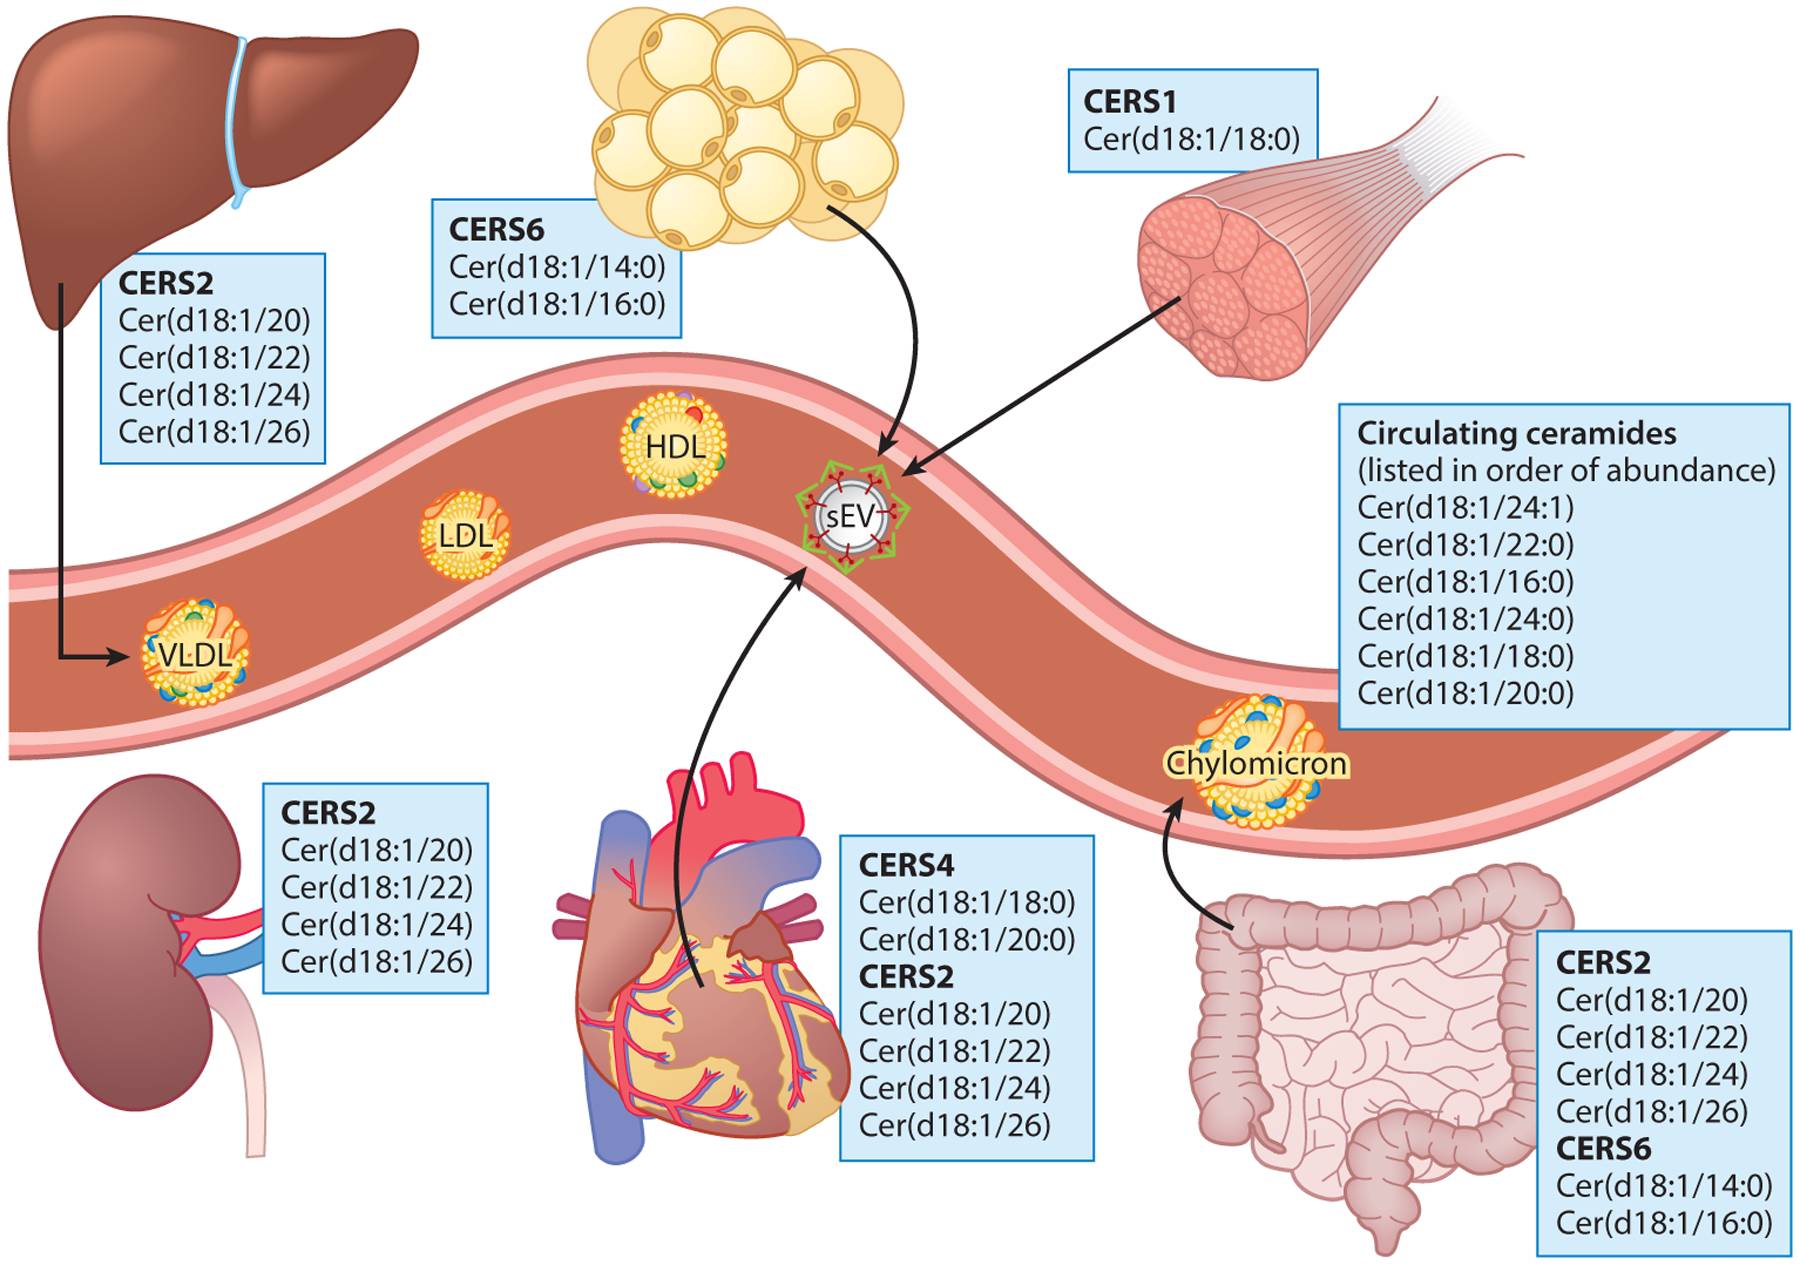 CERS1
Cer(d18:1/18:0)
CERS6
Cer(d18:1/14:0)
Cer(d18:1/16:0)
CERS2
Cer(d18:1/20)
Cer(d18:1/22)
Cer(d18:1/24)
Cer(d18:1/26)
Circulating ceramides
(listed in order of abundance)
Cer(d18:1/24:1)
Cer(d18:1/22:0)
Cer(d18:1/16:0)
Cer(d18:1/24:0)
Cer(d18:1/18:0)
Cer(d18:1/20:0)
HDL
sEV
LDL
VLDL
Chylomicron
CERS2
Cer(d18:1/20)
Cer(d18:1/22)
Cer(d18:1/24)
Cer(d18:1/26)
CERS4
Cer(d18:1/18:0)
Cer(d18:1/20:0)
CERS2
Cer(d18:1/20)
Cer(d18:1/22)
Cer(d18:1/24)
Cer(d18:1/26)
CERS2
Cer(d18:1/20)
Cer(d18:1/22)
Cer(d18:1/24)
Cer(d18:1/26)
CERS6
Cer(d18:1/14:0)
Cer(d18:1/16:0)